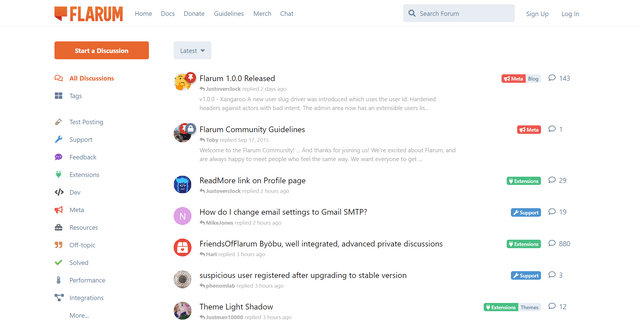 FLARUM
Home Docs Donate Guidelines Merch Chat
Search Forum
Sign Up Log In
Start a Discussion
Latest
All Discussions
Tags
Test Posting
Support
Feedback
Extensions
Dev
Meta
Resources
Off-topic
Solved
Performance
Integrations
More...
Flarum 1.0.0 Released
Justoverclock replied 2 days ago
v1.0.0 - Kangaroo A new user slug driver was introduced which uses the user Id. Hardened
headers against actors with bad intent. The admin area now has an extensible users lis...
Meta Blog 143
Flarum Community Guidelines
Toby replied Sep 17, 2015
Welcome to the Flarum Community! ... And thanks for joining us! We're excited about Flarum, and
are always happy to meet people who feel the same way. We want everyone to get ...
Meta 1
ReadMore link on Profile page
Justoverclock replied 2 hours ago
Extensions 29
N
How do I change email settings to Gmail SMTP?
MikeJones replied 2 hours ago
Support 19
FriendsOfFlarum Byōbu, well integrated, advanced private discussions
Hari replied 3 hours ago
Extensions 880
suspicious user registered after upgrading to stable version
phenomlab replied 3 hours ago
Support 3
Theme Light Shadow
Justman10000 replied 3 hours ago
Extensions Themes 12